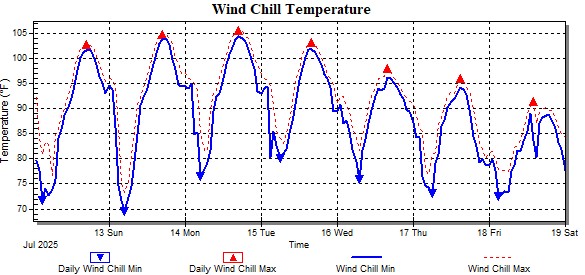 Wind Chill Temperature
Temperature (°F)
105
100
95
90
85
80
75
70
13 Sun 14 Mon 15 Tue 16 Wed 17 Thu 18 Fri 19 Sat
Jul 2025 Time
Daily Wind Chill Min Daily Wind Chill Max Wind Chill Min Wind Chill Max